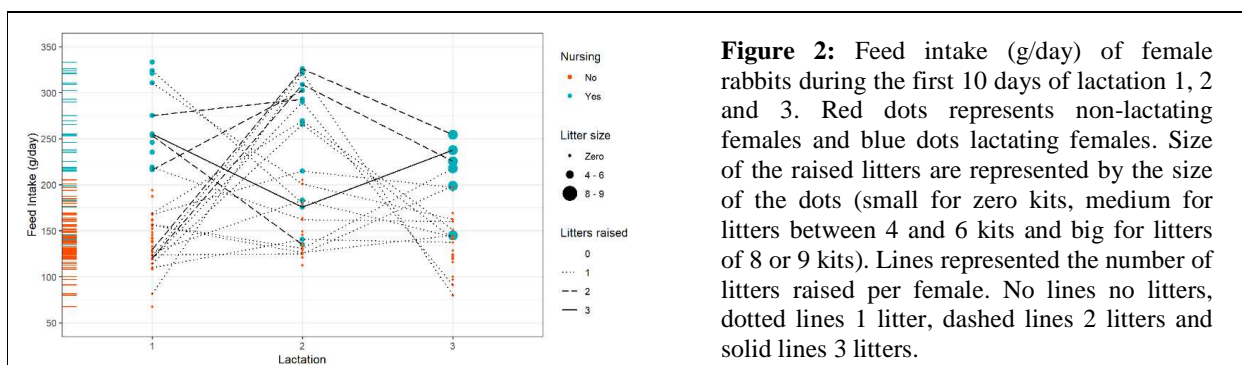 350
300
250
200
150
100
50
Feed Intake (g/day)
1
2
3
Lactation
Nursing
No
Yes
Litter size
Zero
4 - 6
8 - 9
Litters raised
0
1
2
3
Figure 2: Feed intake (g/day) of female
rabbits during the first 10 days of lactation 1, 2
and 3. Red dots represents non-lactating
females and blue dots lactating females. Size
of the raised litters are represented by the size
of the dots (small for zero kits, medium for
litters between 4 and 6 kits and big for litters
of 8 or 9 kits). Lines represented the number of
litters raised per female. No lines no litters,
dotted lines 1 litter, dashed lines 2 litters and
solid lines 3 litters.